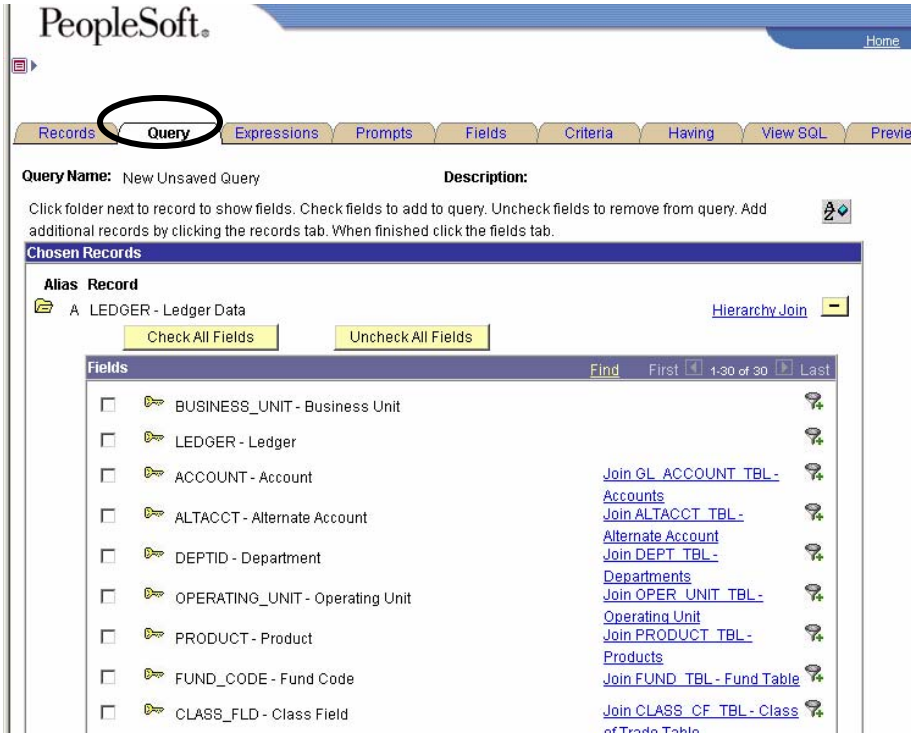 PeopleSoft®
Home
Records Query Expressions Prompts Fields Criteria Having View SQL Previe
Query Name: New Unsaved Query Description:
Click folder next to record to show fields. Check fields to add to query. Uncheck fields to remove from query. Add
additional records by clicking the records tab. When finished click the fields tab.
Chosen Records
Alias Record
A LEDGER - Ledger Data Hierarchy Join
Check All Fields Uncheck All Fields
Fields Find First 1-30 of 30 Last
BUSINESS_UNIT - Business Unit
LEDGER - Ledger
ACCOUNT - Account Join GL_ACCOUNT_TBL -
Accounts
ALTACCT - Alternate Account Join ALTACCT_TBL -
Alternate Account
DEPTID - Department Join DEPT_TBL -
Departments
OPERATING_UNIT - Operating Unit Join OPER_UNIT_TBL -
Operating Unit
PRODUCT - Product Join PRODUCT_TBL -
Products
FUND_CODE - Fund Code Join FUND_TBL - Fund Table
CLASS_FLD - Class Field Join CLASS_CF_TBL - Class
of Trade Table